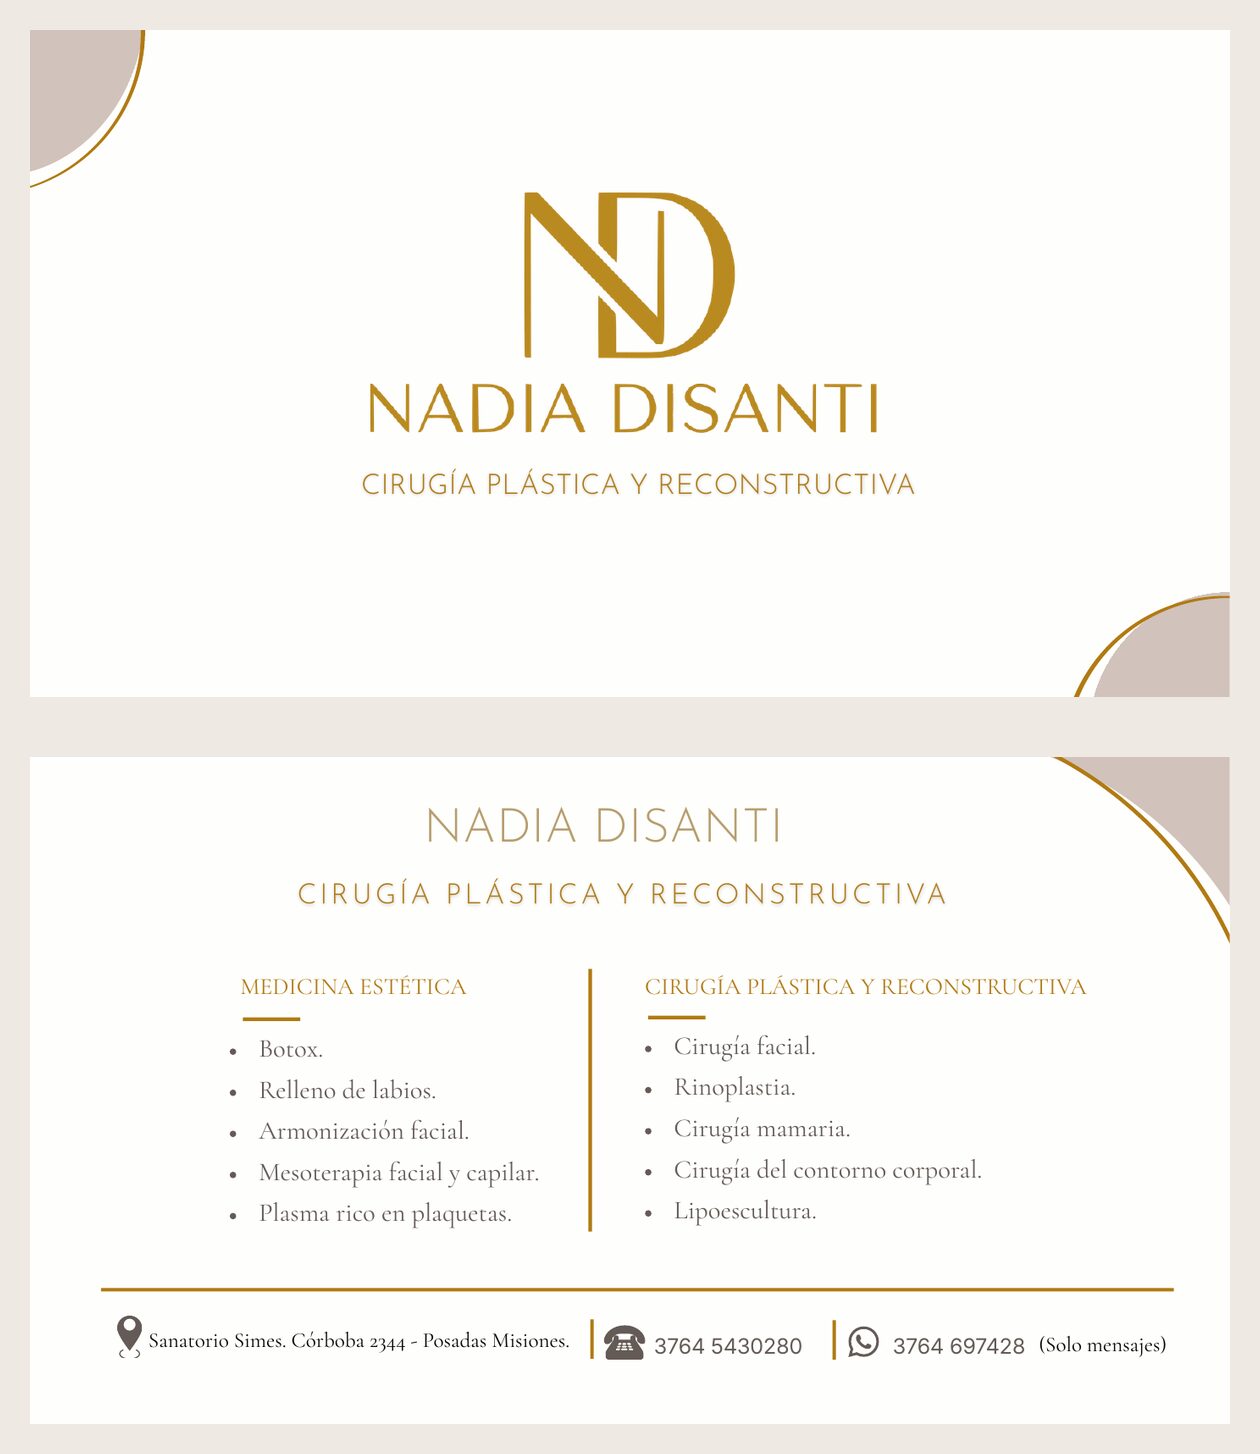 ND
NADIA DISANTI
CIRUGÍA PLÁSTICA Y RECONSTRUCTIVA
NADIA DISANTI
CIRUGÍA PLÁSTICA Y RECONSTRUCTIVA
MEDICINA ESTÉTICA
• Botox.
• Relleno de labios.
• Armonización facial.
• Mesoterapia facial y capilar.
• Plasma rico en plaquetas.
CIRUGÍA PLÁSTICA Y RECONSTRUCTIVA
• Cirugía facial.
• Rinoplastia.
• Cirugía mamaria.
• Cirugía del contorno corporal.
• Lipoescultura.
Sanatorio Simes. Córboba 2344 - Posadas Misiones.
3764 5430280
3764 697428 (Solo mensajes)